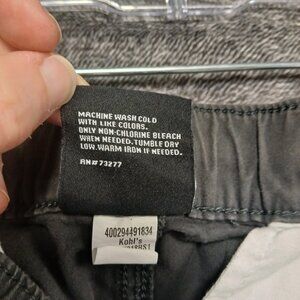 MACHINE WASH COLD
WITH LIKE COLORS.
ONLY NON-CHLORINE BLEACH
WHEN NEEDED. TUMBLE DRY
LOW. WARM IRON IF NEEDED.
RN# 73277
400294491834
Kohl's